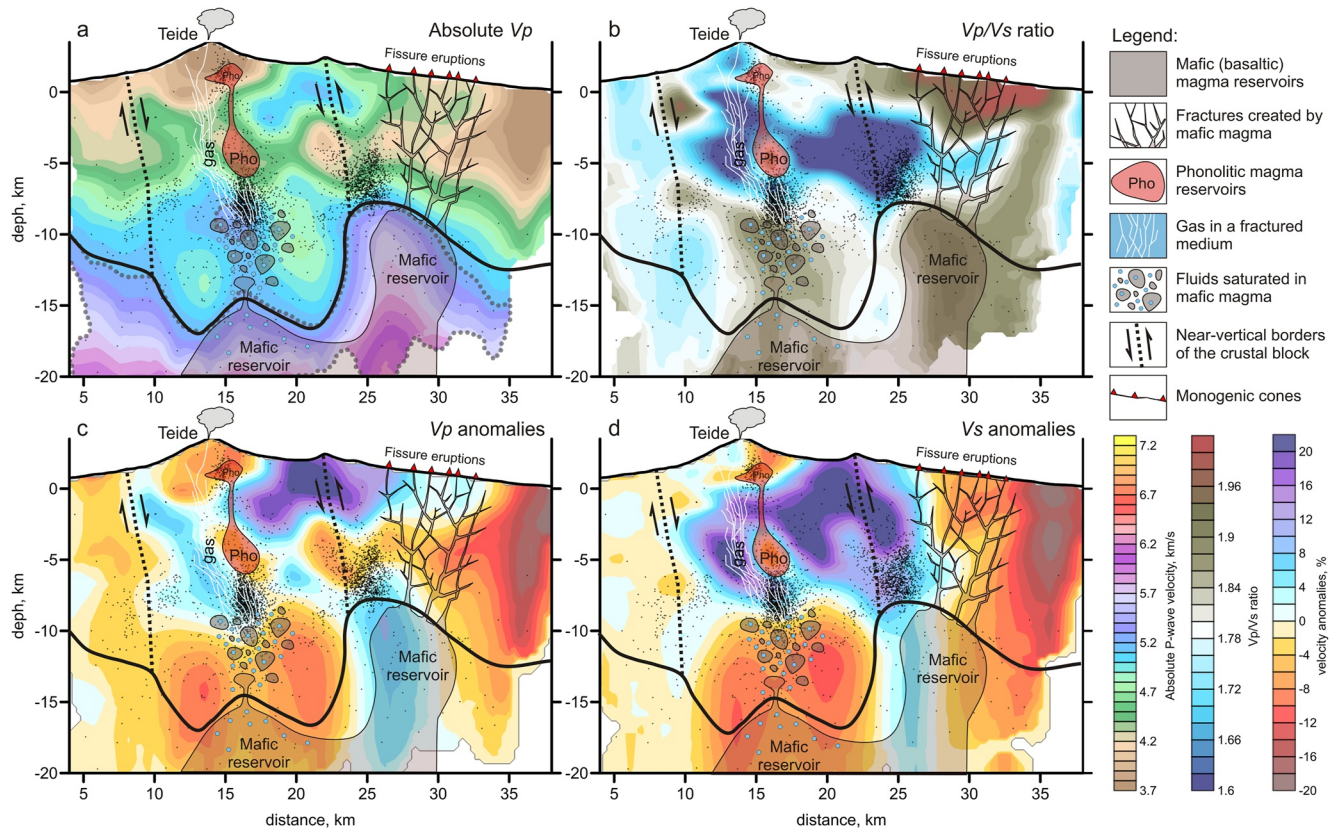 a
Absolute Vp
Teide
Fissure eruptions
Pho
gas
Pho
Mafic
reservoir
Mafic
reservoir
deph, km
0
-5
-10
-15
-20
5
10
15
20
25
30
35
b
Vp/Vs ratio
Teide
Fissure eruptions
Pho
gas
Pho
Mafic
reservoir
Mafic
reservoir
0
-5
-10
-15
-20
5
10
15
20
25
30
35
Legend:
Mafic (basaltic)
magma reservoirs
Fractures created by
mafic magma
Pho
Phonolitic magma
reservoirs
Gas in a fractured
medium
Fluids saturated in
mafic magma
Near-vertical borders
of the crustal block
Monogenic cones
c
Vp anomalies
Teide
Fissure eruptions
Pho
gas
Pho
Mafic
reservoir
Mafic
reservoir
deph, km
0
-5
-10
-15
-20
5
10
15
20
25
30
35
distance, km
d
Vs anomalies
Teide
Fissure eruptions
Pho
gas
Pho
Mafic
reservoir
Mafic
reservoir
0
-5
-10
-15
-20
5
10
15
20
25
30
35
distance, km
7.2
6.7
6.2
5.7
5.2
4.7
4.2
3.7
Absolute P-wave velocity, km/s
1.96
1.9
1.84
1.78
1.72
1.66
1.6
Vp/Vs ratio
20
16
12
8
4
0
-4
-8
-12
-16
-20
velocity anomalies, %